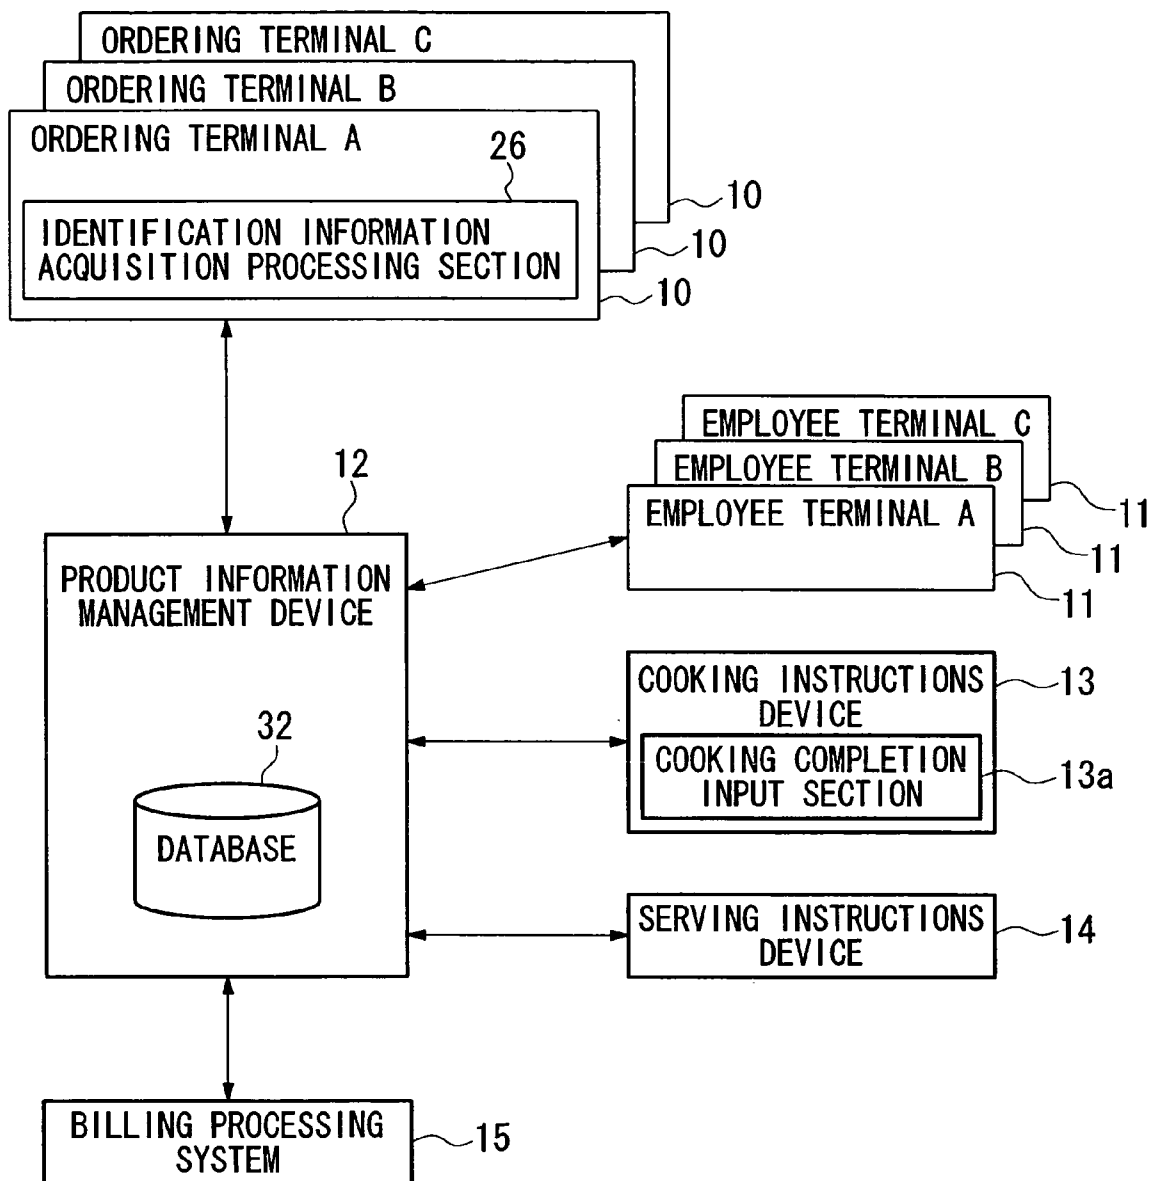 ORDERING TERMINAL C
ORDERING TERMINAL B
ORDERING TERMINAL A
26
IDENTIFICATION INFORMATION
ACQUISITION PROCESSING SECTION
10
10
10
EMPLOYEE TERMINAL C
EMPLOYEE TERMINAL B
EMPLOYEE TERMINAL A
11
11
11
12
PRODUCT INFORMATION
MANAGEMENT DEVICE
32
DATABASE
COOKING INSTRUCTIONS
DEVICE
13
COOKING COMPLETION
INPUT SECTION
13a
SERVING INSTRUCTIONS
DEVICE
14
BILLING PROCESSING
SYSTEM
15